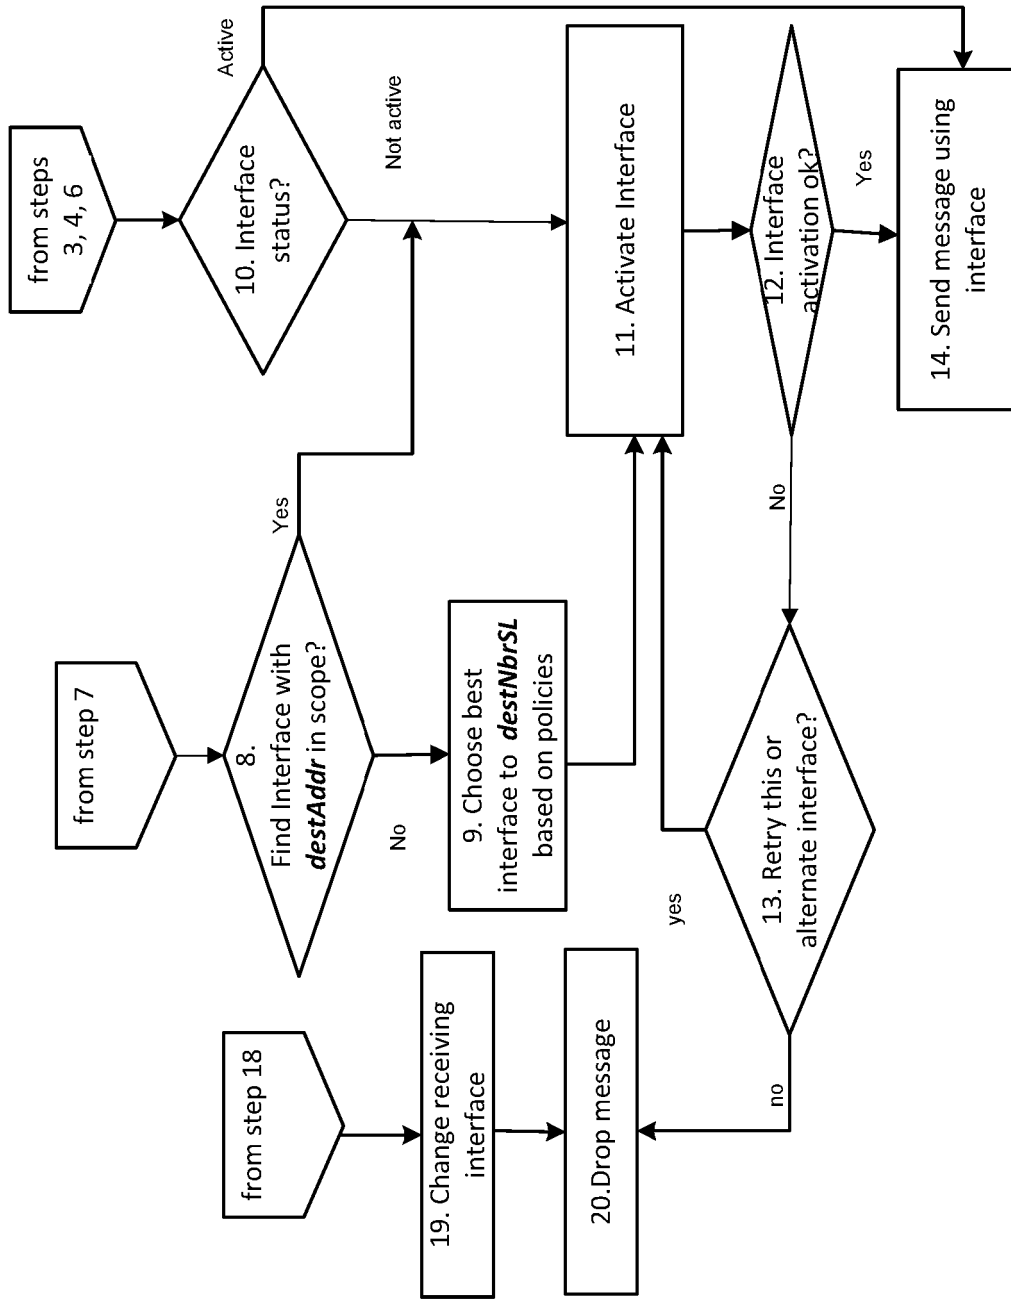 from step 18
19. Change receiving
interface
20.Drop message
from step 7
8.
Find Interface with
destAddr in scope?
Yes
No
9. Choose best
interface to destNbrSL
based on policies
from steps
3, 4, 6
10. Interface
status?
Active
Not active
11. Activate Interface
12. Interface
activation ok?
Yes
No
13. Retry this or
alternate interface?
yes
no
14. Send message using
interface